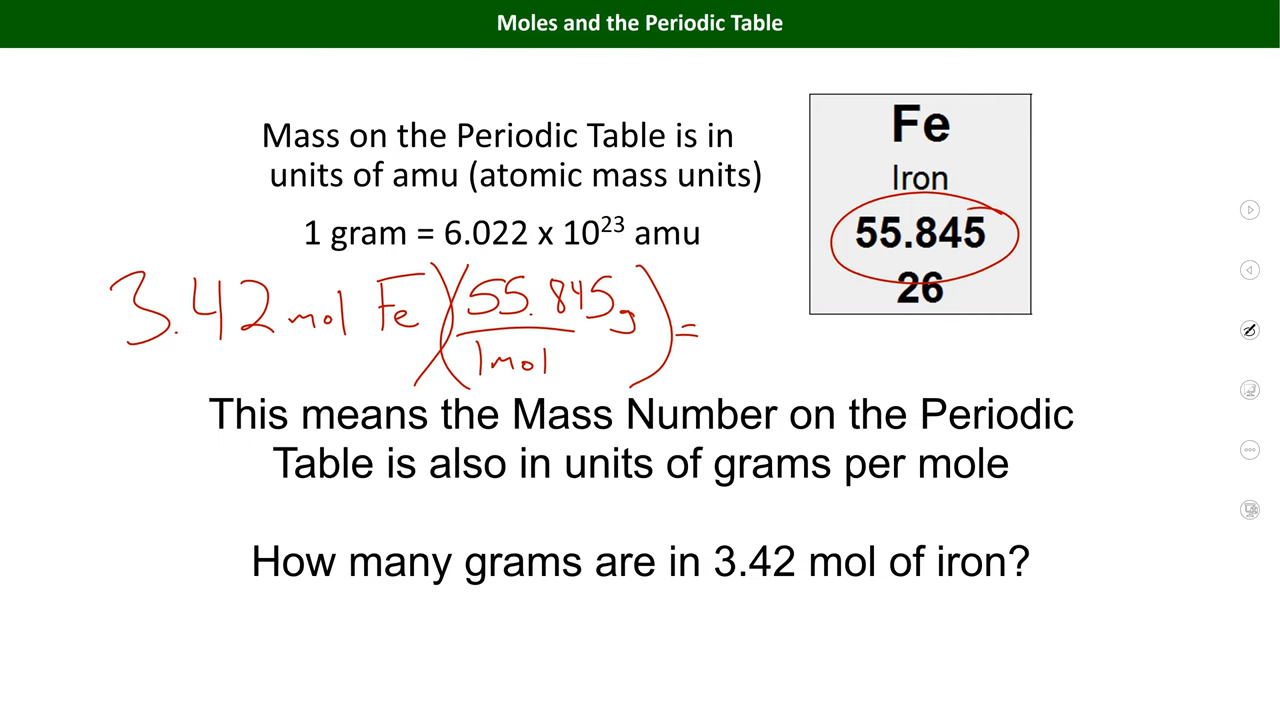 Moles and the Periodic Table
Mass on the Periodic Table is in
units of amu (atomic mass units)
1 gram = 6.022 x 10²³ amu
Fe
Iron
55.845
26
3.42 mol Fe (55.845g / 1mol) =
This means the Mass Number on the Periodic
Table is also in units of grams per mole
How many grams are in 3.42 mol of iron?